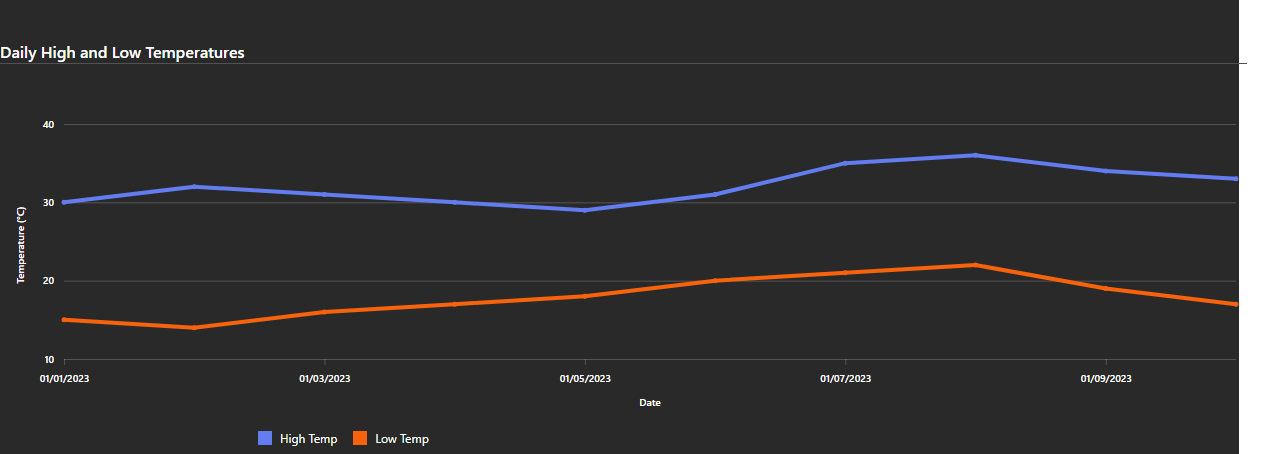 Daily High and Low Temperatures
40
30
20
10
Temperature (°C)
01/01/2023 01/03/2023 01/05/2023 01/07/2023 01/09/2023
Date
High Temp Low Temp